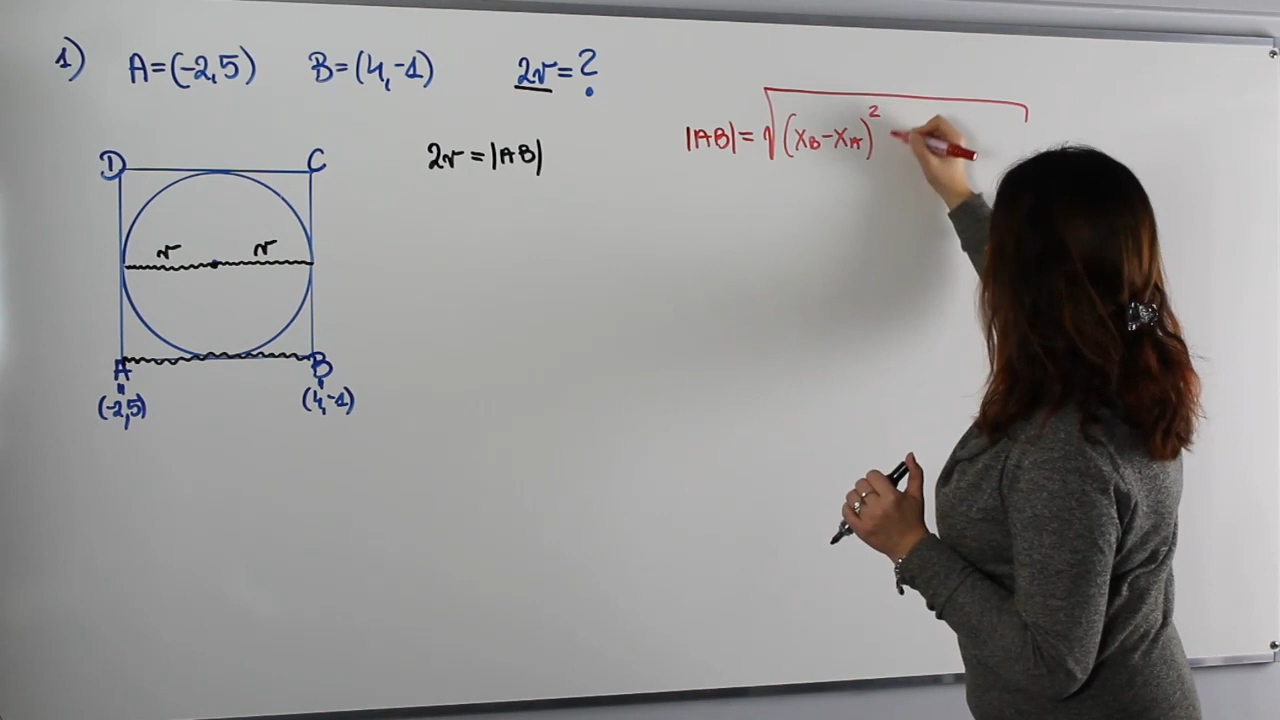 1) A=(-2,5) B=(4,-1) 2r=?
|AB|=√(x_B-x_A)²
2r=|AB|
D C
r r
A B
= =
(-2,5) (4,-1)